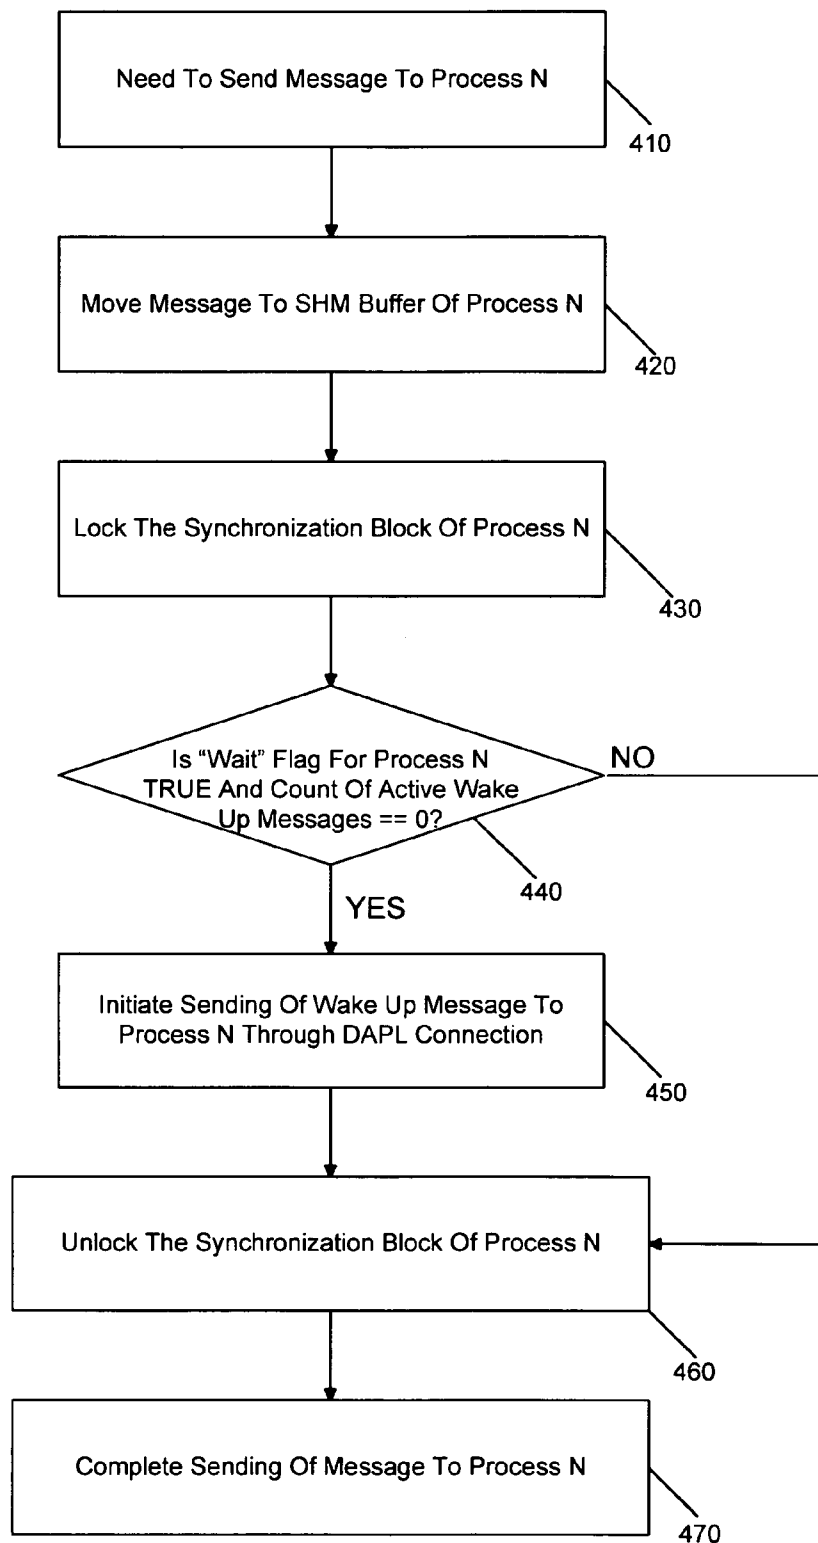 Need To Send Message To Process N
410
Move Message To SHM Buffer Of Process N
420
Lock The Synchronization Block Of Process N
430
Is “Wait” Flag For Process N
TRUE And Count Of Active Wake
Up Messages == 0?
NO
440
YES
Initiate Sending Of Wake Up Message To
Process N Through DAPL Connection
450
Unlock The Synchronization Block Of Process N
460
Complete Sending Of Message To Process N
470